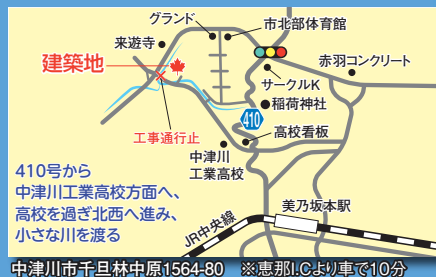 グランド
市北部体育館
来遊寺
建築地
赤羽コンクリート
サークルK
稲荷神社
410
工事通行止
高校看板
中津川
工業高校
410号から
中津川工業高校方面へ、
高校を過ぎ北西へ進み、
小さな川を渡る
美乃坂本駅
JR中央線
中津川市千旦林中原1564-80 ※恵那I.Cより車で10分